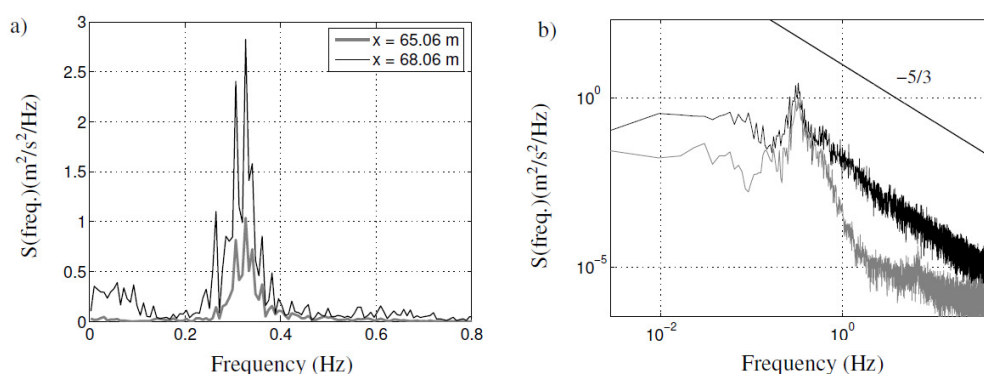 a)
3
2.5
2
1.5
1
0.5
0
0
0.2
0.4
0.6
0.8
S(freq.)(m²/s²/Hz)
Frequency (Hz)
x = 65.06 m
x = 68.06 m
b)
10⁰
10⁻⁵
10⁻²
10⁰
S(freq.)(m²/s²/Hz)
Frequency (Hz)
−5/3